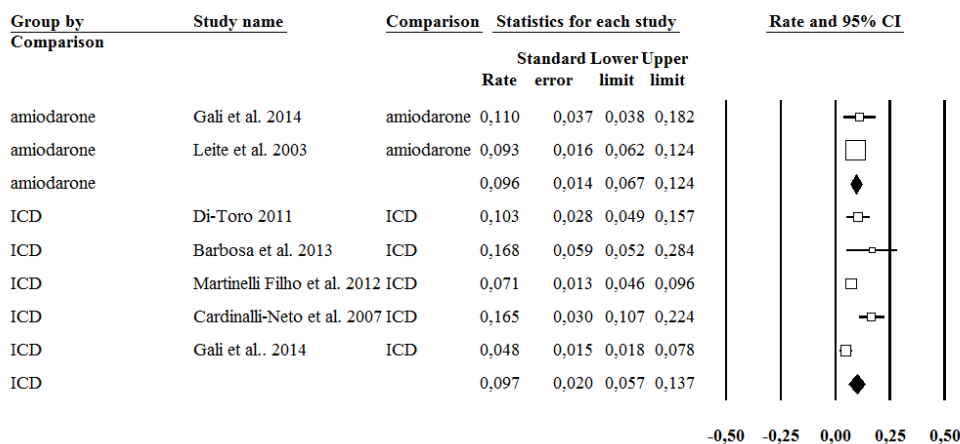 Group by Study name Comparison Statistics for each study Rate and 95% CI
Comparison
Standard Lower Upper
Rate error limit limit
amiodarone Gali et al. 2014 amiodarone 0,110 0,037 0,038 0,182
amiodarone Leite et al. 2003 amiodarone 0,093 0,016 0,062 0,124
amiodarone 0,096 0,014 0,067 0,124
ICD Di-Toro 2011 ICD 0,103 0,028 0,049 0,157
ICD Barbosa et al. 2013 ICD 0,168 0,059 0,052 0,284
ICD Martinelli Filho et al. 2012 ICD 0,071 0,013 0,046 0,096
ICD Cardinalli-Neto et al. 2007 ICD 0,165 0,030 0,107 0,224
ICD Gali et al.. 2014 ICD 0,048 0,015 0,018 0,078
ICD 0,097 0,020 0,057 0,137
-0,50 -0,25 0,00 0,25 0,50